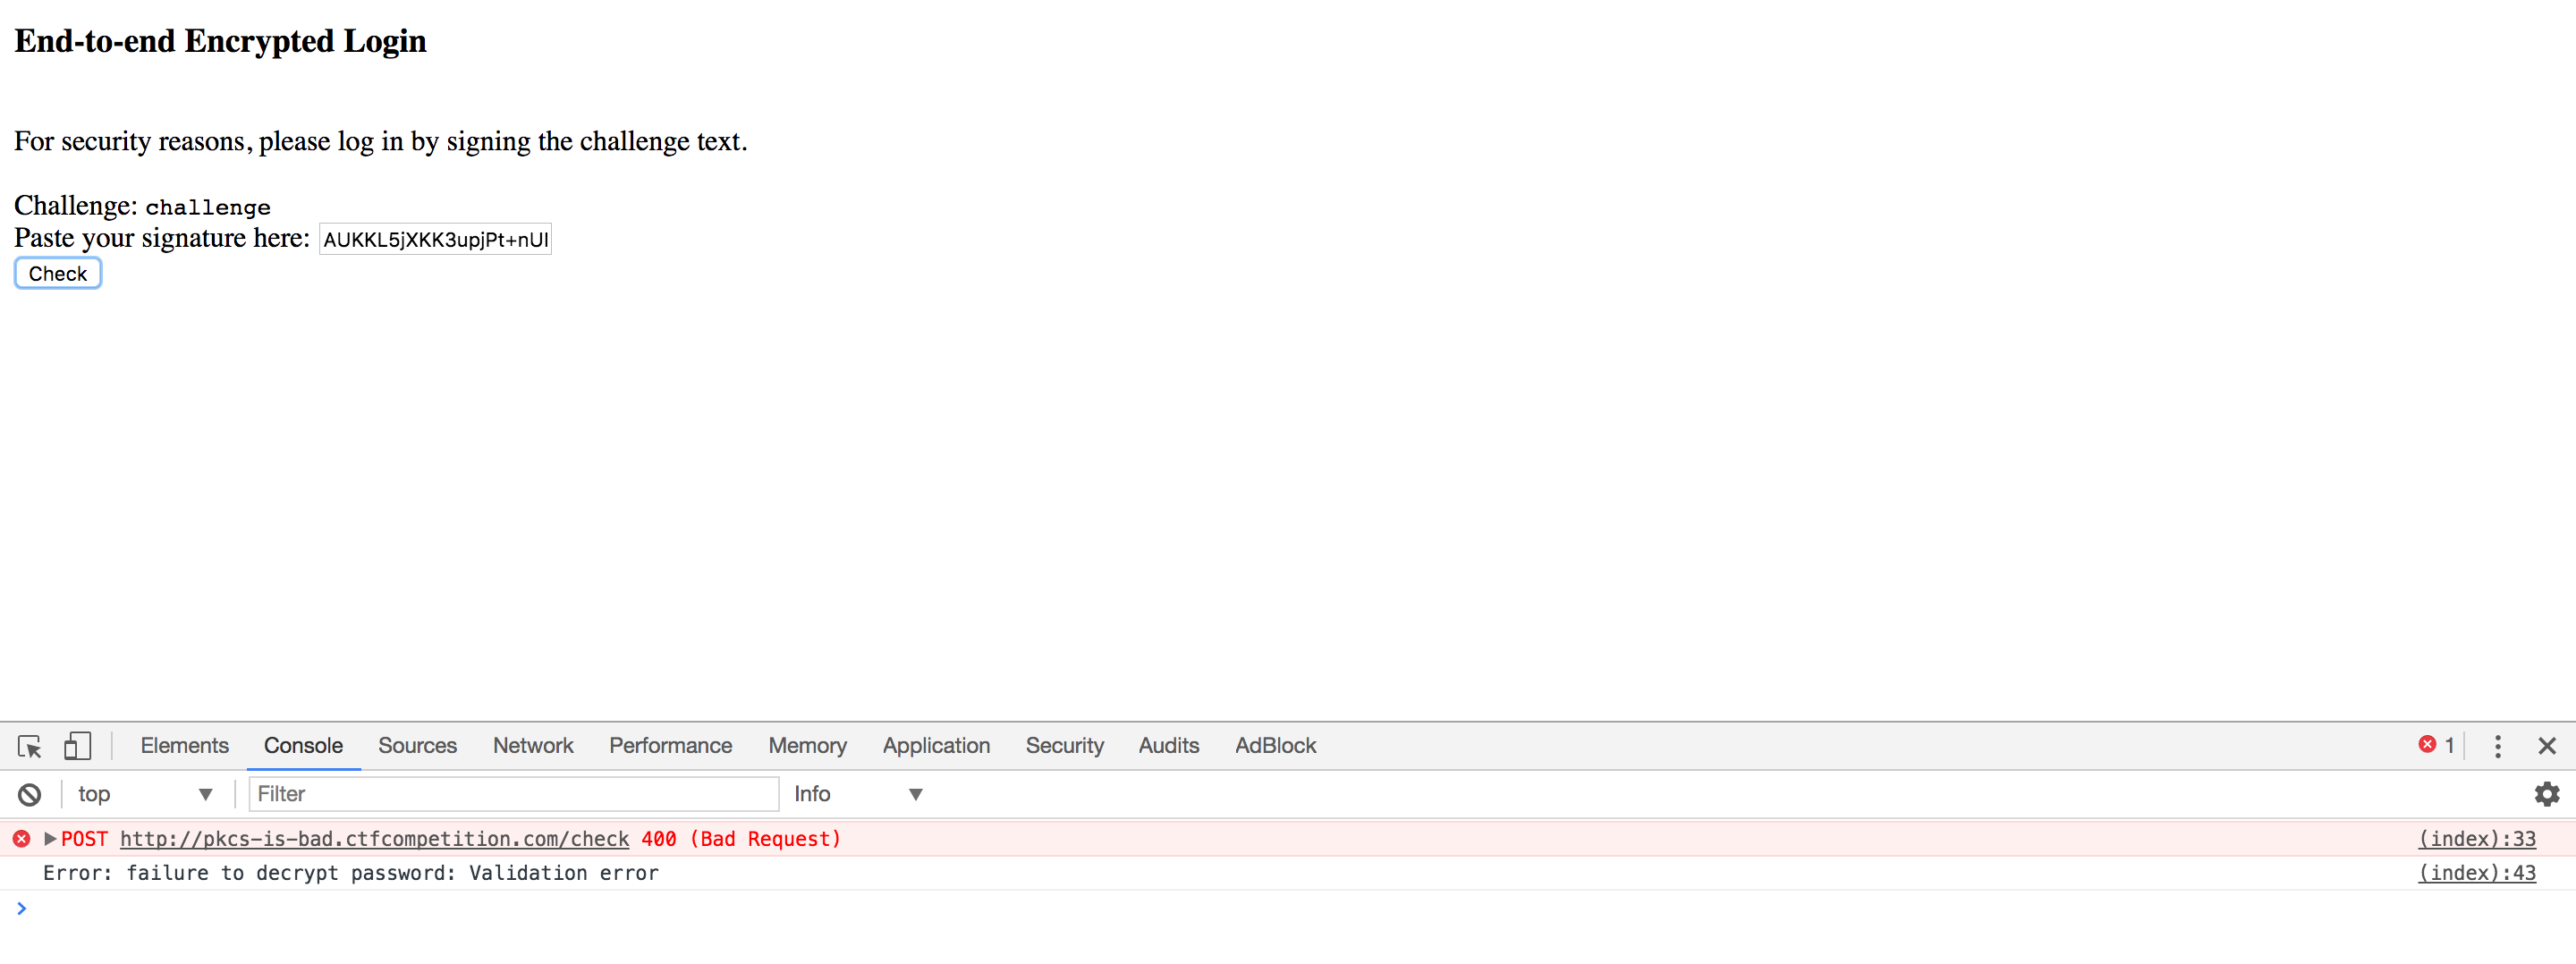 End-to-end Encrypted Login
For security reasons, please log in by signing the challenge text.
Challenge: challenge
Paste your signature here: AUKKL5jXKK3upjPt+nUI
Check
Elements Console Sources Network Performance Memory Application Security Audits AdBlock 1
top Filter Info
POST http://pkcs-is-bad.ctfcompetition.com/check 400 (Bad Request) (index):33
Error: failure to decrypt password: Validation error (index):43